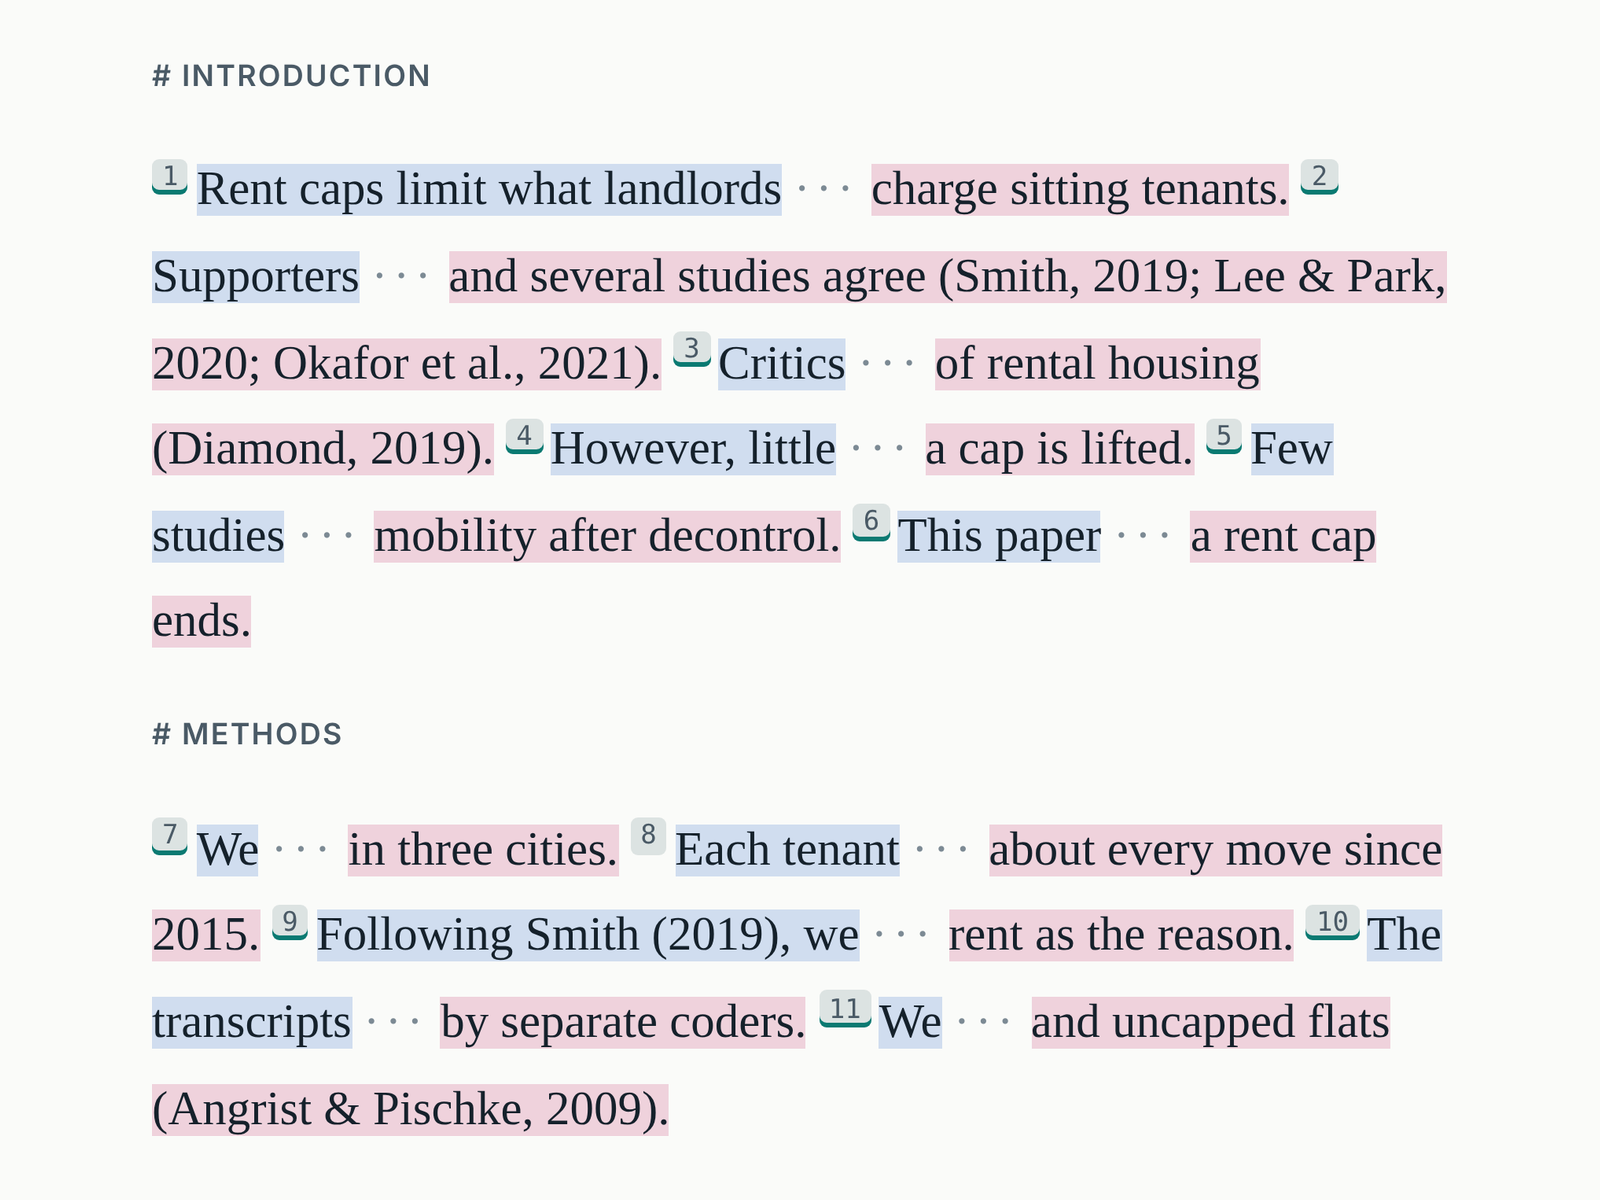 # INTRODUCTION
1 Rent caps limit what landlords ··· charge sitting tenants. 2
Supporters ··· and several studies agree (Smith, 2019; Lee & Park,
2020; Okafor et al., 2021). 3 Critics ··· of rental housing
(Diamond, 2019). 4 However, little ··· a cap is lifted. 5 Few
studies ··· mobility after decontrol. 6 This paper ··· a rent cap
ends.
# METHODS
7 We ··· in three cities. 8 Each tenant ··· about every move since
2015. 9 Following Smith (2019), we ··· rent as the reason. 10 The
transcripts ··· by separate coders. 11 We ··· and uncapped flats
(Angrist & Pischke, 2009).